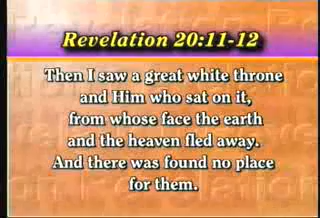 Revelation 20:11-12
Then I saw a great white throne
and Him who sat on it,
from whose face the earth
and the heaven fled away.
And there was found no place
for them.